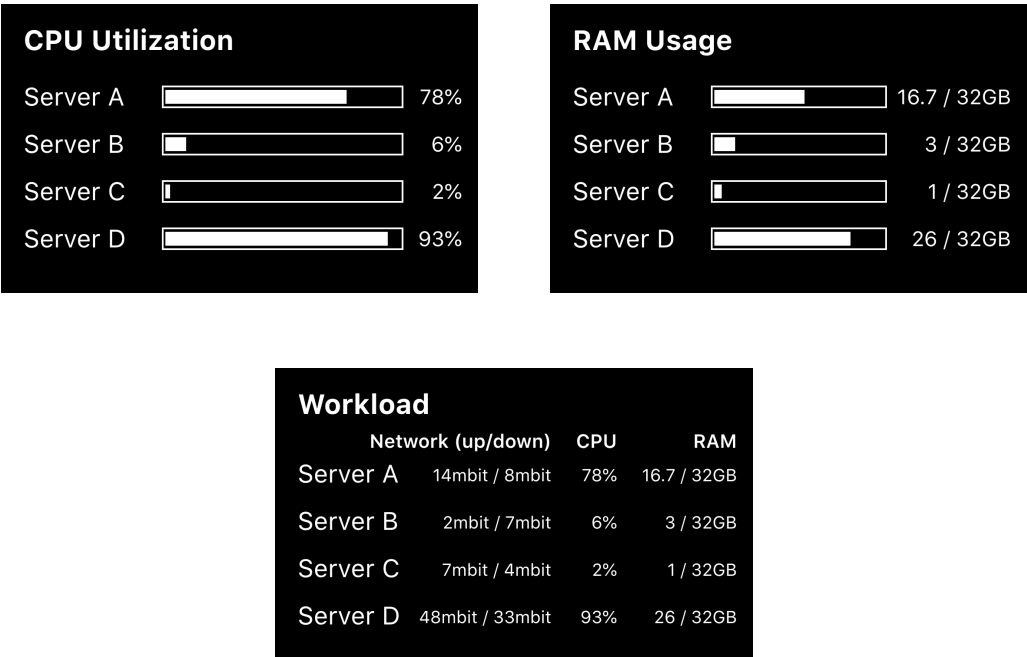 CPU Utilization
Server A 78%
Server B 6%
Server C 2%
Server D 93%
RAM Usage
Server A 16.7 / 32GB
Server B 3 / 32GB
Server C 1 / 32GB
Server D 26 / 32GB
Workload
Network (up/down) CPU RAM
Server A 14mbit / 8mbit 78% 16.7 / 32GB
Server B 2mbit / 7mbit 6% 3 / 32GB
Server C 7mbit / 4mbit 2% 1 / 32GB
Server D 48mbit / 33mbit 93% 26 / 32GB